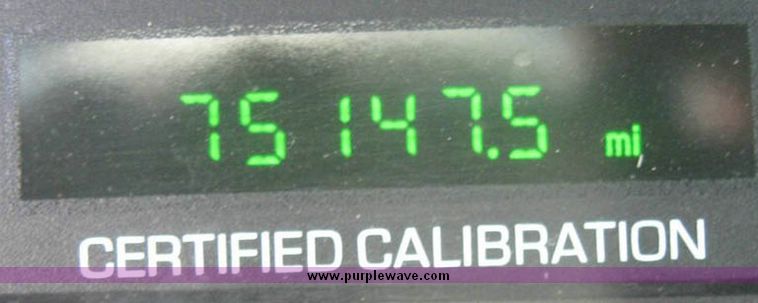 75147.5 mi
CERTIFIED CALIBRATION
www.purplewave.com